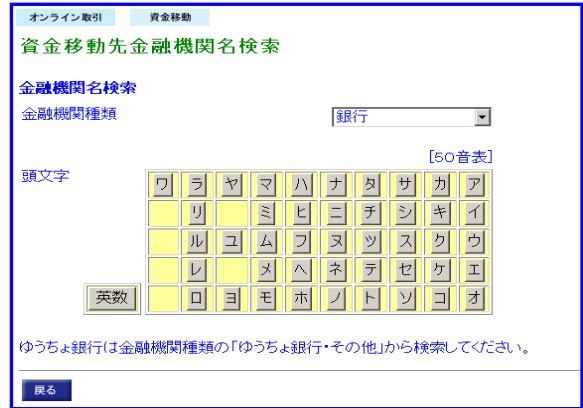 オンライン取引 資金移動
資金移動先金融機関名検索
金融機関名検索
金融機関種類 銀行
[50音表]
頭文字 ワ ラ ヤ マ ハ ナ タ サ カ ア
リ ミ ヒ ニ チ シ キ イ
ル ユ ム フ ヌ ツ ス ク ウ
レ メ ヘ ネ テ セ ケ エ
英数 ロ ヨ モ ホ ノ ト ソ コ オ
ゆうちょ銀行は金融機関種類の「ゆうちょ銀行・その他」から検索してください。
戻る